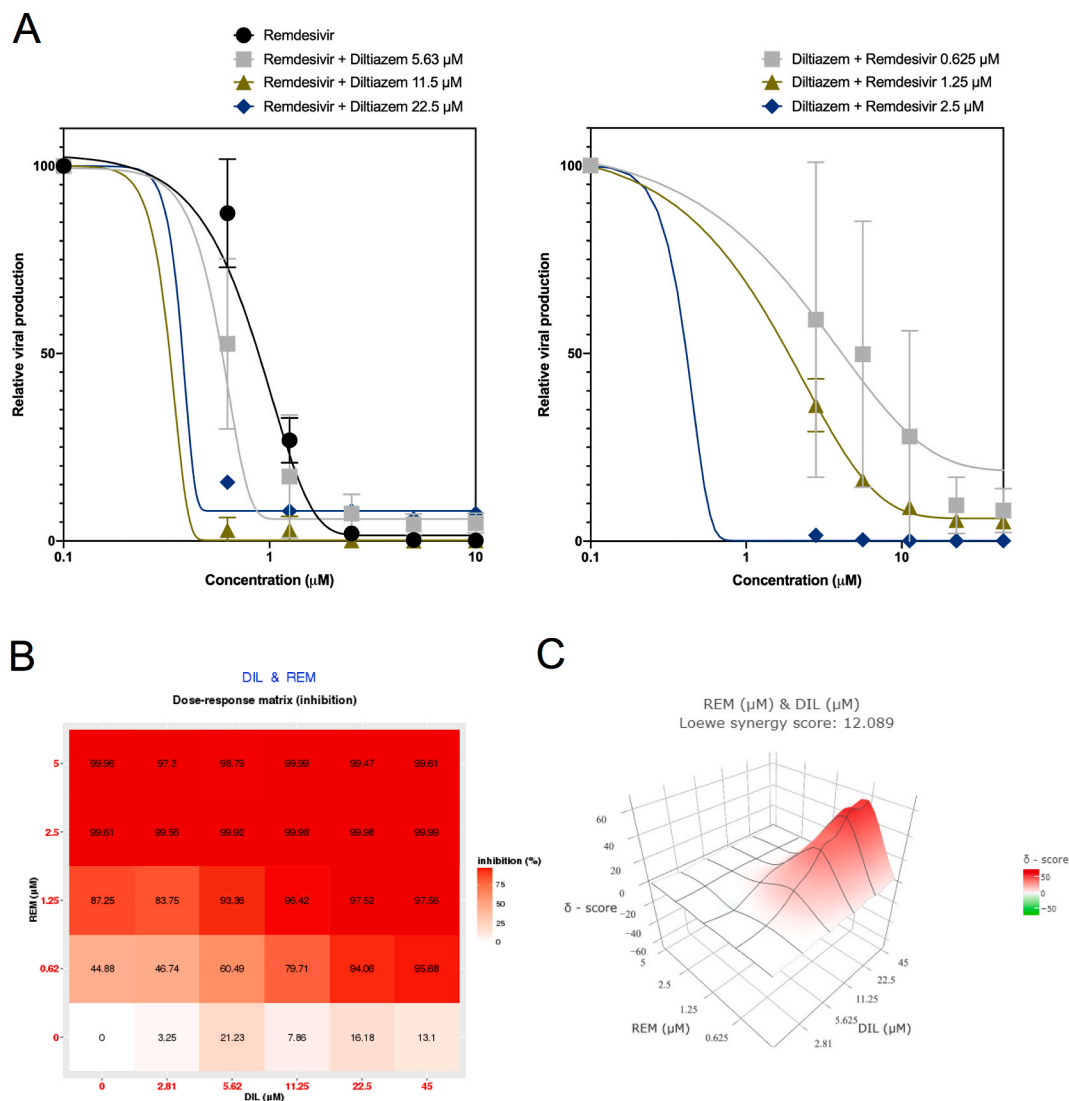 A
Remdesivir
Remdesivir + Diltiazem 5.63 µM
Remdesivir + Diltiazem 11.5 µM
Remdesivir + Diltiazem 22.5 µM
Relative viral production
100
50
0
0.1 1 10
Concentration (µM)
Diltiazem + Remdesivir 0.625 µM
Diltiazem + Remdesivir 1.25 µM
Diltiazem + Remdesivir 2.5 µM
Relative viral production
100
50
0
0.1 1 10
Concentration (µM)
B
DIL & REM
Dose-response matrix (inhibition)
REM (µM)
5 99.96 97.3 98.79 99.99 99.47 99.61
2.5 99.61 99.56 99.92 99.98 99.98 99.99
1.25 87.25 83.75 93.36 98.42 97.52 97.56
0.62 44.88 46.74 60.49 79.71 94.06 95.68
0 0 3.25 21.23 7.86 16.18 13.1
0 2.81 5.62 11.25 22.5 45
DIL (µM)
inhibition (%)
75
50
25
0
C
REM (µM) & DIL (µM)
Loewe synergy score: 12.089
δ - score
60
40
20
0
−20
−40
−60
5
2.5
1.25
0.625
REM (µM)
2.81
5.625
11.25
22.5
45
DIL (µM)
δ - score
50
0
−50